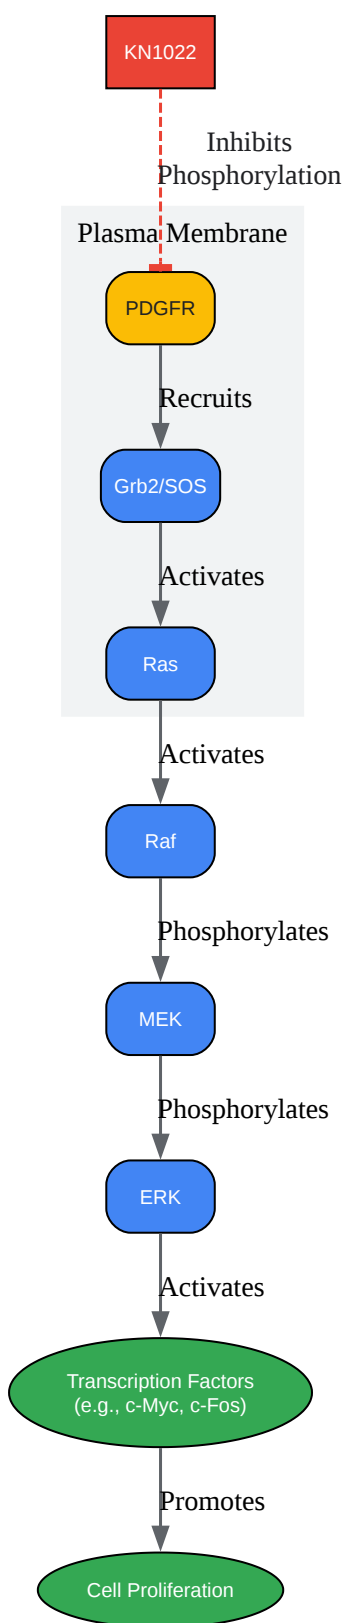 KN1022
Inhibits
Phosphorylation
Plasma Membrane
PDGFR
Recruits
Grb2/SOS
Activates
Ras
Activates
Raf
Phosphorylates
MEK
Phosphorylates
ERK
Activates
Transcription Factors
(e.g., c-Myc, c-Fos)
Promotes
Cell Proliferation